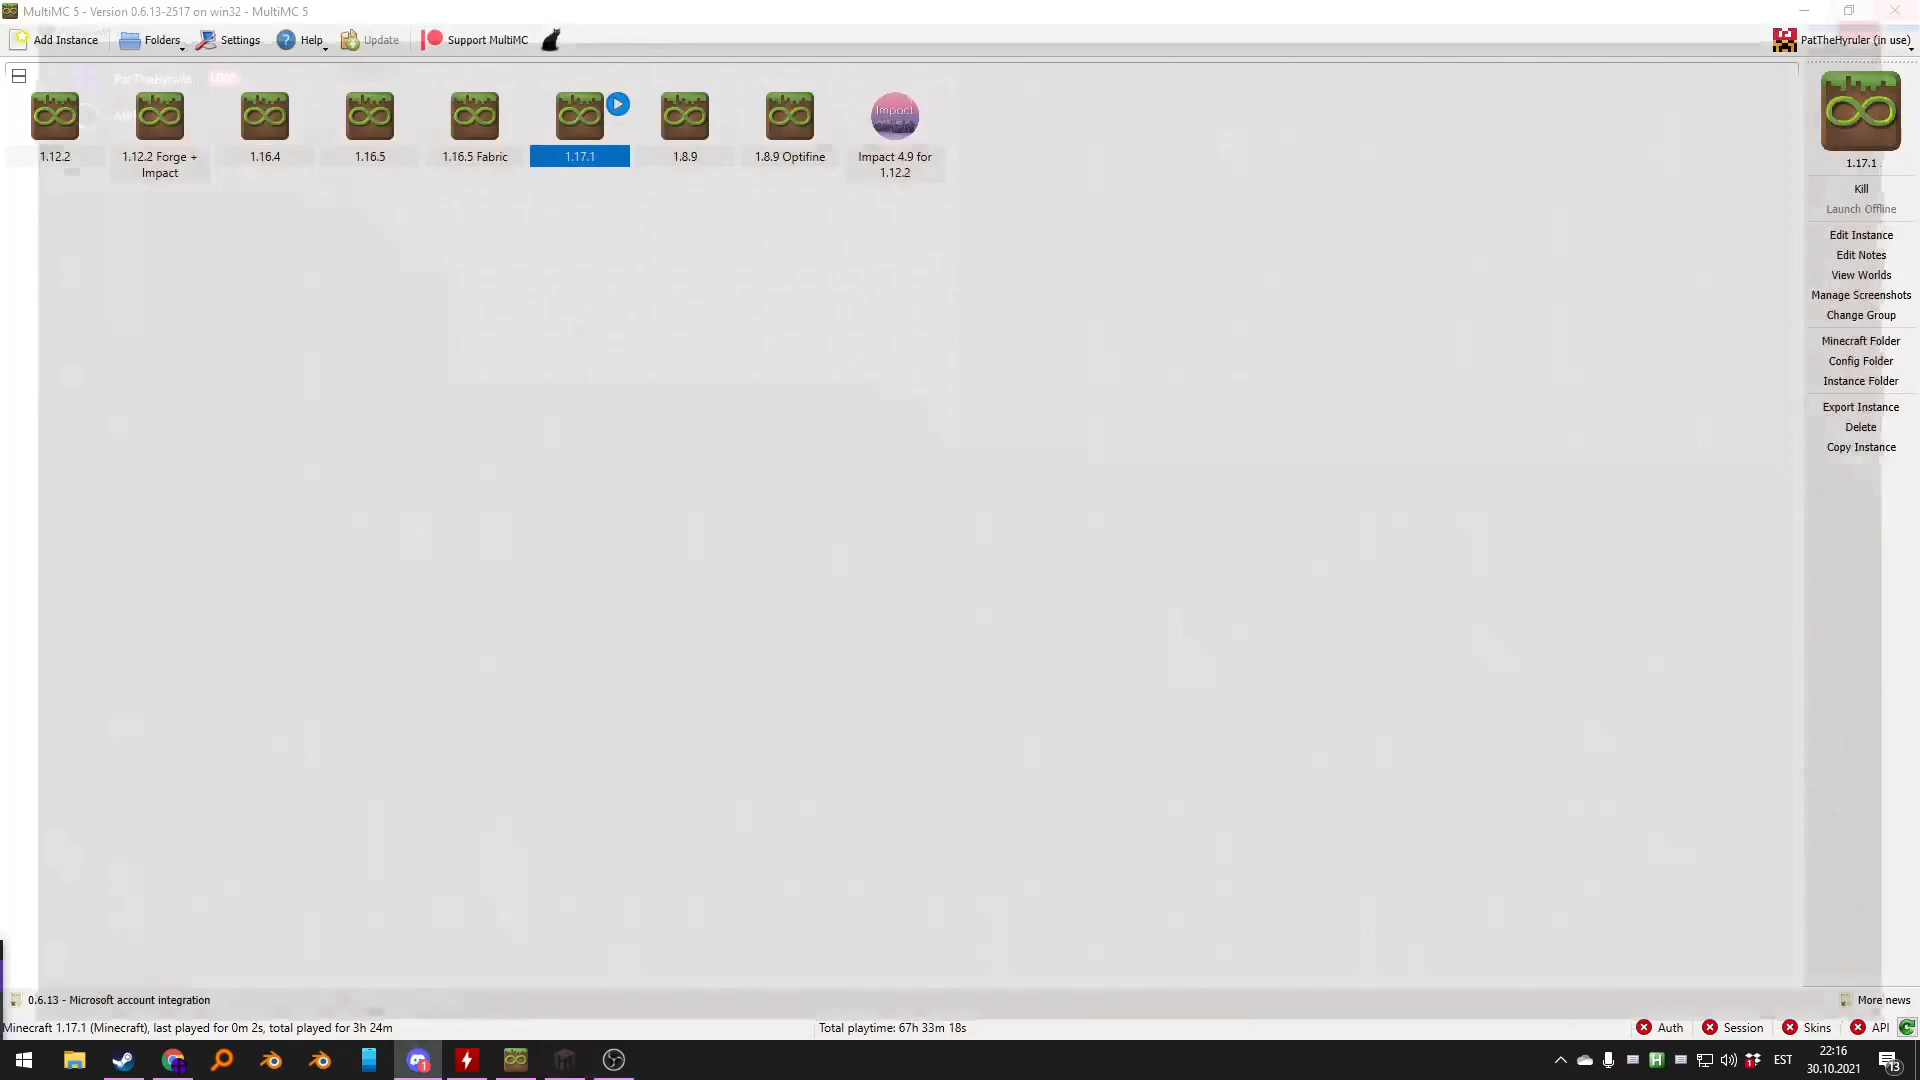 MultiMC 5 - Version 0.6.13-2517 on win32 - MultiMC 5
Add Instance
Folders
Settings
Help
Update
Support MultiMC
PatTheHyruler (in use)
PatTheHyruler
LIVE
1.12.2
1.12.2 Forge +
Impact
1.16.4
1.16.5
1.16.5 Fabric
1.17.1
1.8.9
1.8.9 Optifine
Impact
Impact 4.9 for
1.12.2
1.17.1
Kill
Launch Offline
Edit Instance
Edit Notes
View Worlds
Manage Screenshots
Change Group
Minecraft Folder
Config Folder
Instance Folder
Export Instance
Delete
Copy Instance
0.6.13 - Microsoft account integration
More news
Minecraft 1.17.1 (Minecraft), last played for 0m 2s, total played for 3h 24m
Total playtime: 67h 33m 18s
Auth
Session
Skins
API
1
EST
22:16
30.10.2021
13